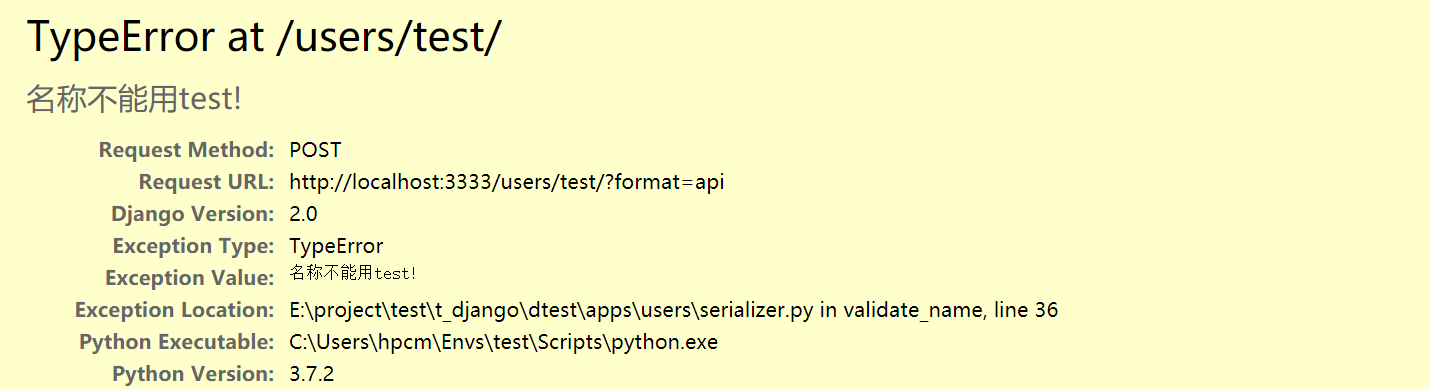 TypeError at /users/test/
名称不能用test!
Request Method: POST
Request URL: http://localhost:3333/users/test/?format=api
Django Version: 2.0
Exception Type: TypeError
Exception Value: 名称不能用test!
Exception Location: E:\project\test\t_django\dtest\apps\users\serializer.py in validate_name, line 36
Python Executable: C:\Users\hpcm\Envs\test\Scripts\python.exe
Python Version: 3.7.2